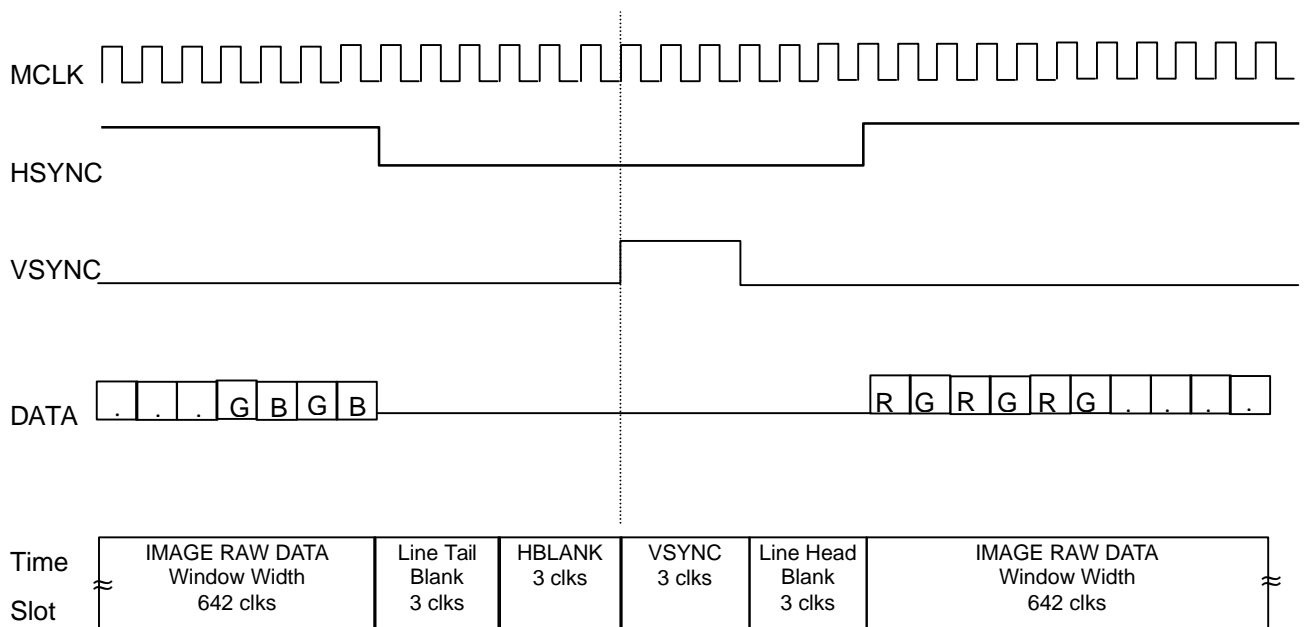 MCLK
HSYNC
VSYNC
DATA
. . . G B G B
R G R G R G . . . .
Time
Slot
IMAGE RAW DATA
Window Width
642 clks
Line Tail
Blank
3 clks
HBLANK
3 clks
VSYNC
3 clks
Line Head
Blank
3 clks
IMAGE RAW DATA
Window Width
642 clks